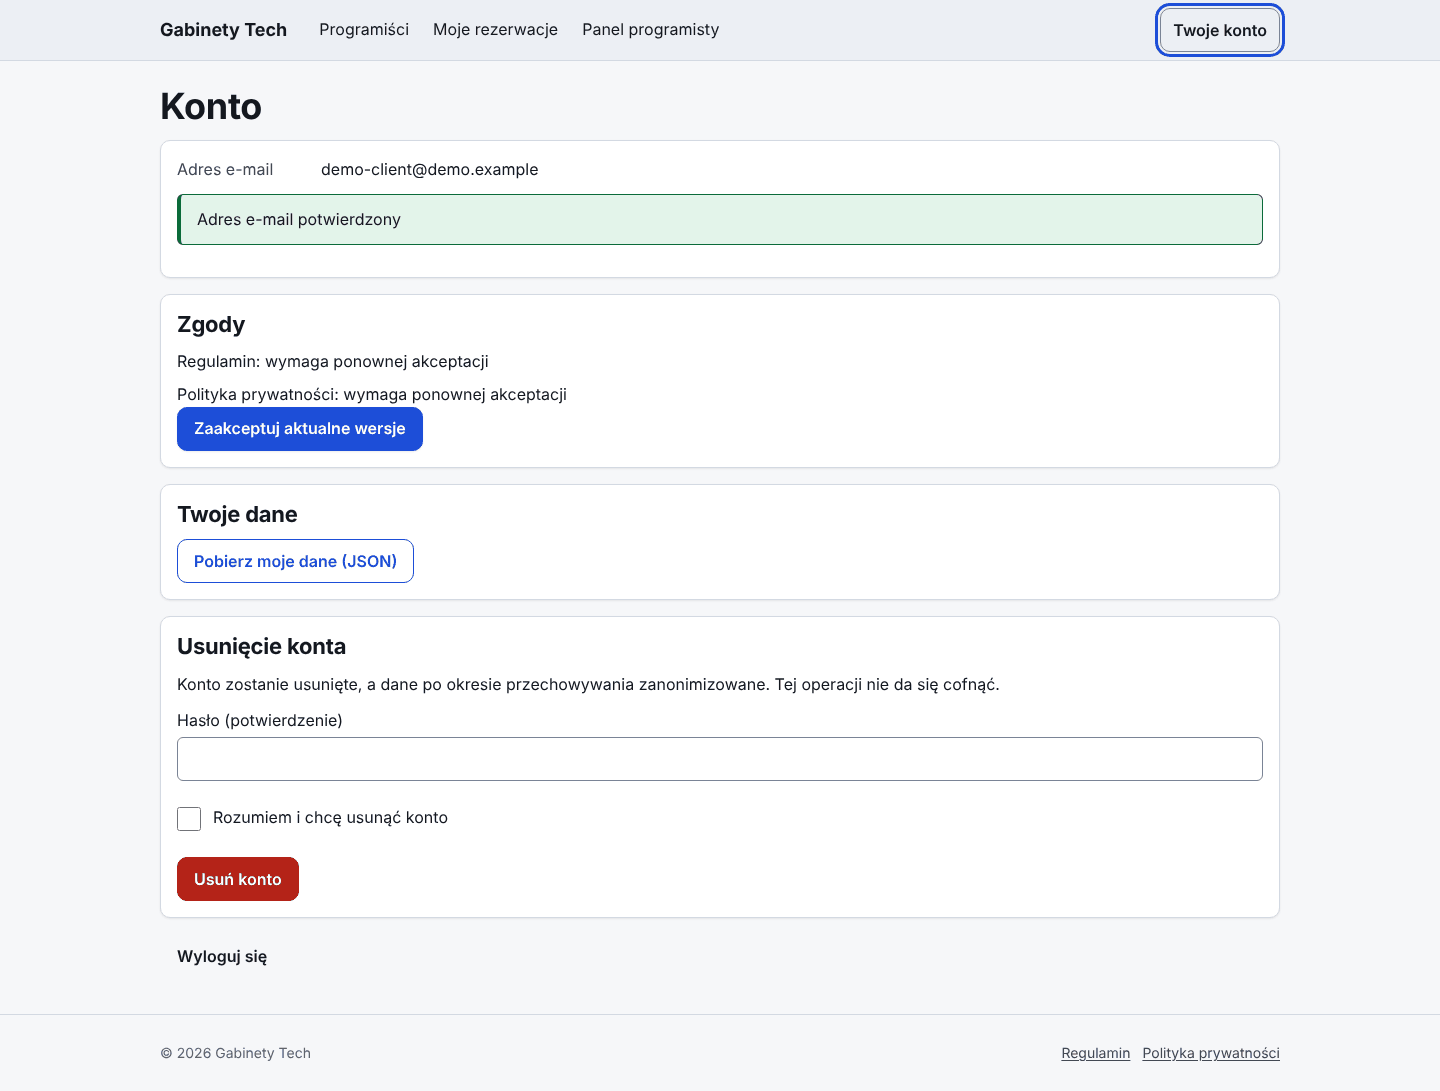 Gabinety Tech
Programiści
Moje rezerwacje
Panel programisty
Twoje konto
Konto
Adres e-mail demo-client@demo.example
Adres e-mail potwierdzony
Zgody
Regulamin: wymaga ponownej akceptacji
Polityka prywatności: wymaga ponownej akceptacji
Zaakceptuj aktualne wersje
Twoje dane
Pobierz moje dane (JSON)
Usunięcie konta
Konto zostanie usunięte, a dane po okresie przechowywania zanonimizowane. Tej operacji nie da się cofnąć.
Hasło (potwierdzenie)
Rozumiem i chcę usunąć konto
Usuń konto
Wyloguj się
© 2026 Gabinety Tech
Regulamin
Polityka prywatności